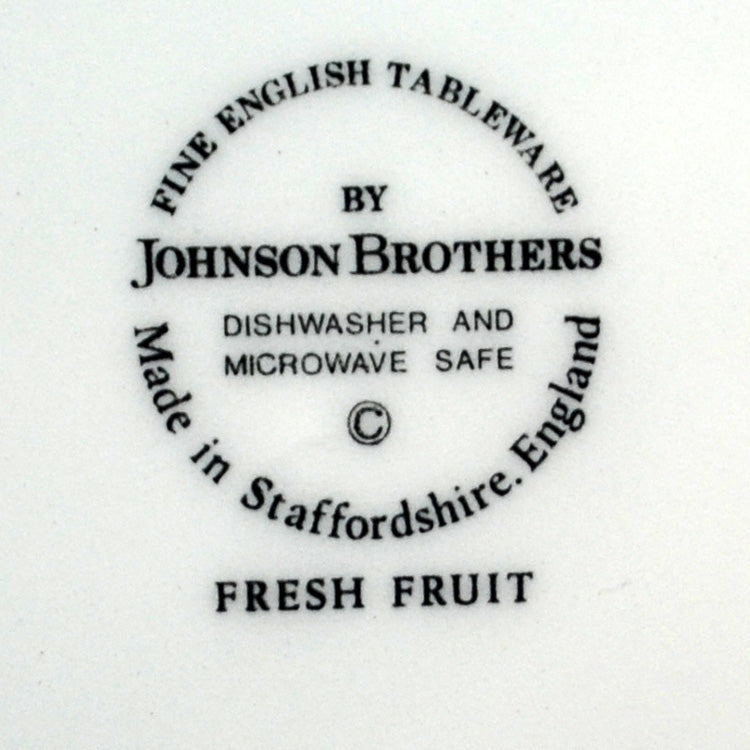 FINE ENGLISH TABLEWARE
BY
JOHNSON BROTHERS
DISHWASHER AND
MICROWAVE SAFE
©
Made in Staffordshire. England
FRESH FRUIT